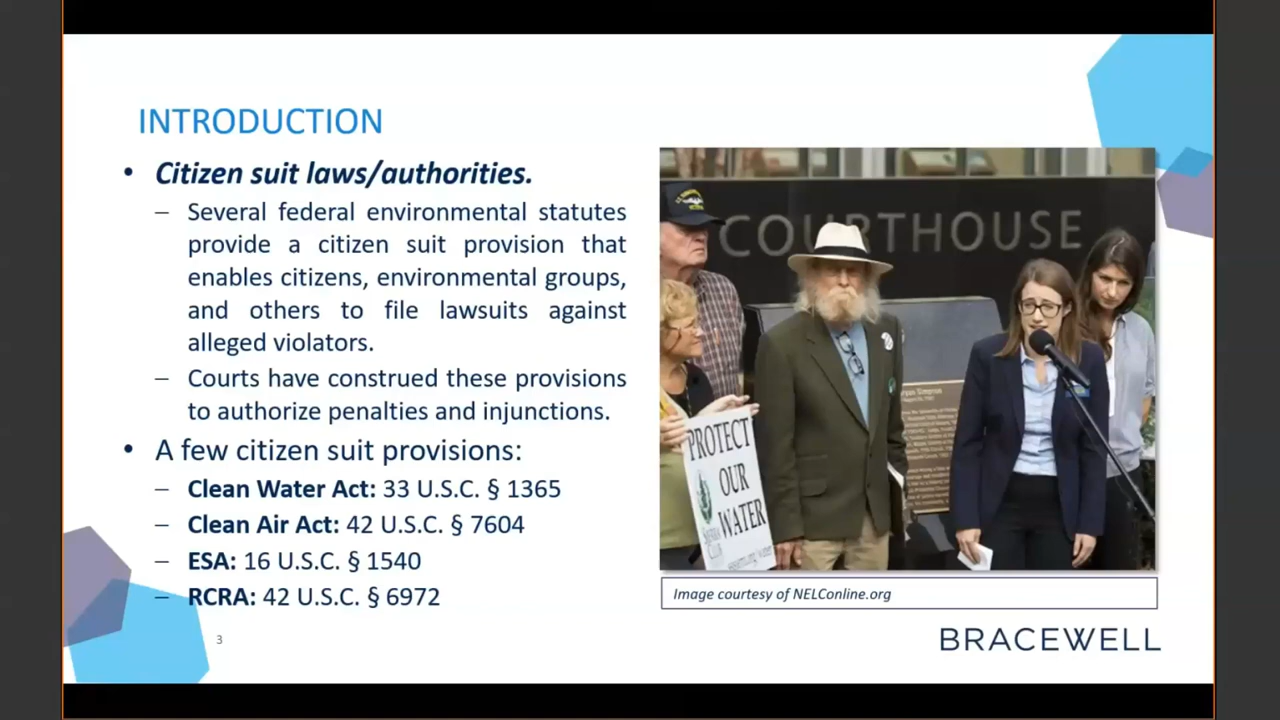 INTRODUCTION
• Citizen suit laws/authorities.
– Several federal environmental statutes
provide a citizen suit provision that
enables citizens, environmental groups,
and others to file lawsuits against
alleged violators.
– Courts have construed these provisions
to authorize penalties and injunctions.
• A few citizen suit provisions:
– Clean Water Act: 33 U.S.C. § 1365
– Clean Air Act: 42 U.S.C. § 7604
– ESA: 16 U.S.C. § 1540
– RCRA: 42 U.S.C. § 6972
COURTHOUSE
PROTECT
OUR
WATER
SIERRA
CLUB
Image courtesy of NELConline.org
3
BRACEWELL